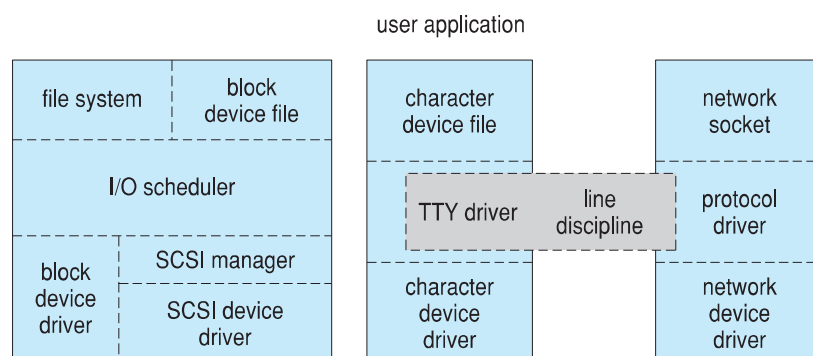 user application
file system
block
device file
I/O scheduler
block
device
driver
SCSI manager
SCSI device
driver
character
device file
TTY driver
line
discipline
character
device
driver
network
socket
protocol
driver
network
device
driver